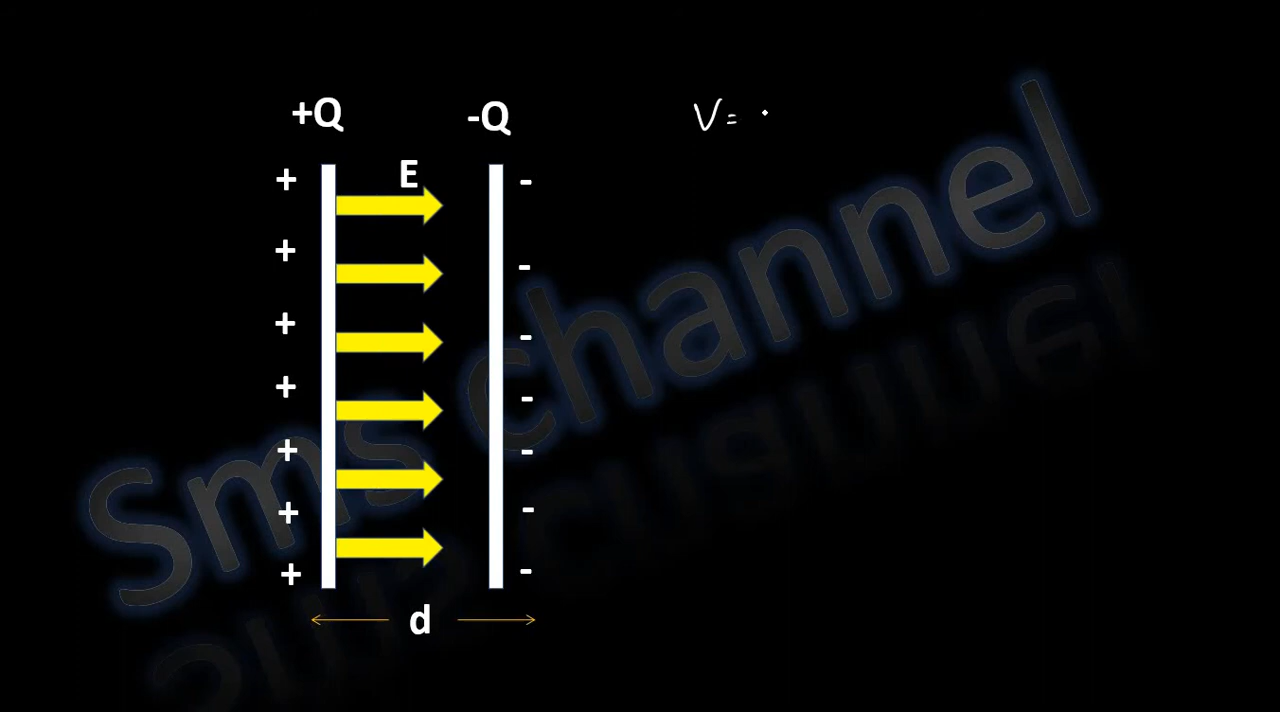 +Q -Q V=
E
+ -
+ -
+ -
+ -
+ -
+ -
+ -
d
Sms channel